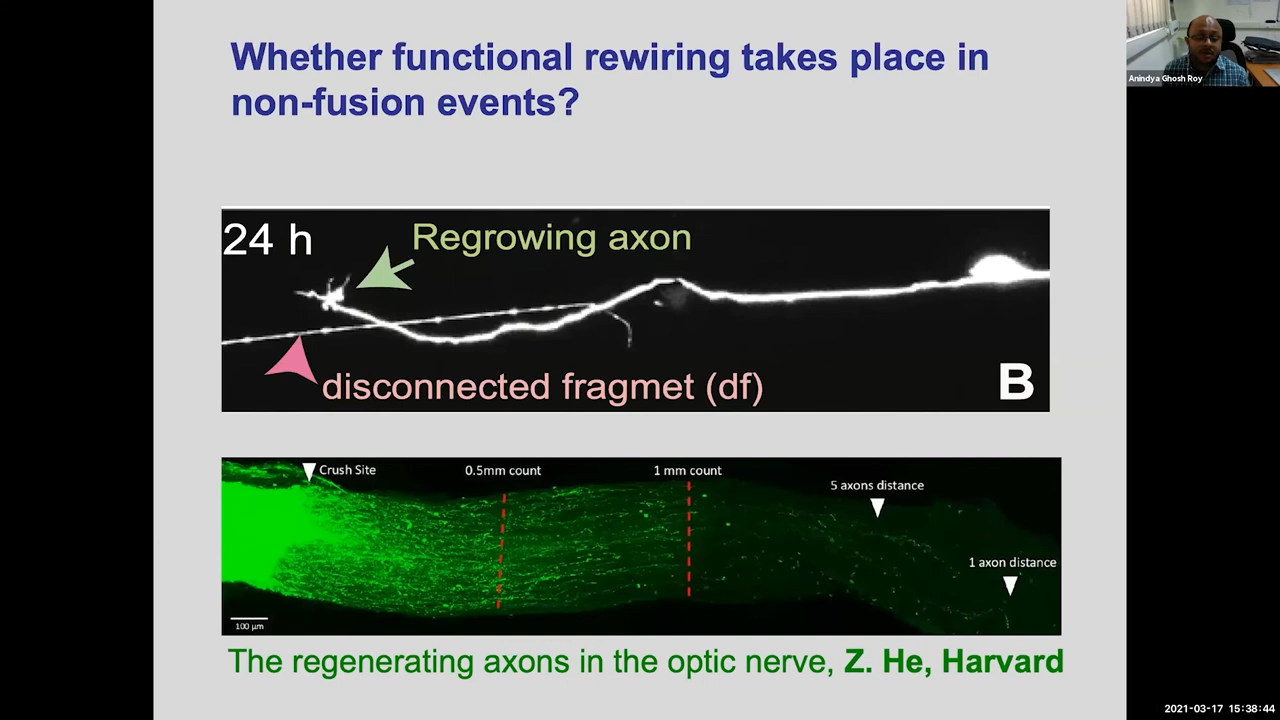 Whether functional rewiring takes place in
non-fusion events?
Anindya Ghosh Roy
24 h
Regrowing axon
disconnected fragmet (df)
B
Crush Site
0.5mm count
1 mm count
5 axons distance
1 axon distance
100 µm
The regenerating axons in the optic nerve, Z. He, Harvard
2021-03-17 15:38:44